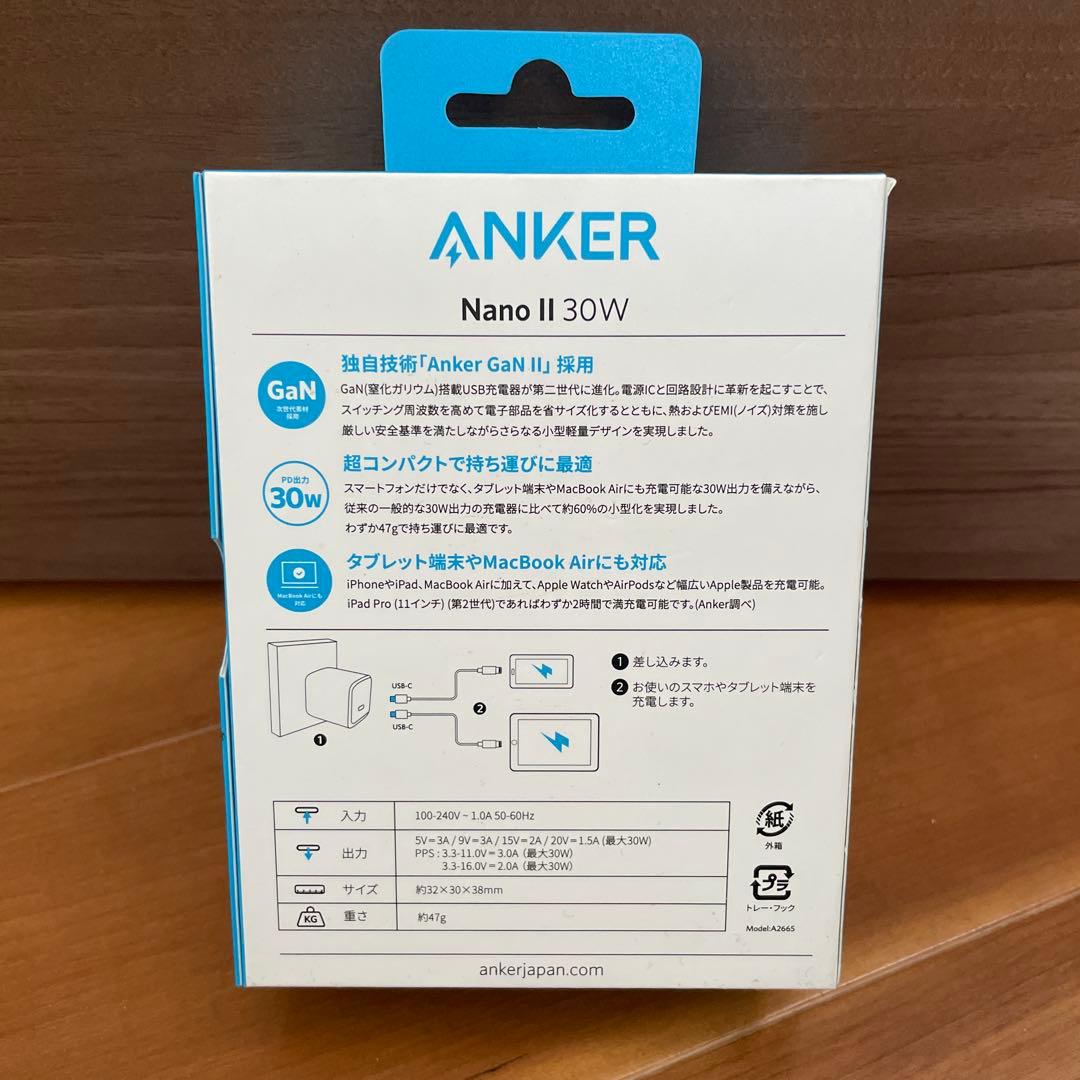 ANKER
Nano II 30W
GaN
次世代素材
採用
独自技術「Anker GaN II」採用
GaN(窒化ガリウム)搭載USB充電器が第二世代に進化。電源ICと回路設計に革新を起こすことで、
スイッチング周波数を高めて電子部品を省サイズ化するとともに、熱およびEMI(ノイズ)対策を施し
厳しい安全基準を満たしながらさらなる小型軽量デザインを実現しました。
PD出力
30W
超コンパクトで持ち運びに最適
スマートフォンだけでなく、タブレット端末やMacBook Airにも充電可能な30W出力を備えながら、
従来の一般的な30W出力の充電器に比べて約60%の小型化を実現しました。
わずか47gで持ち運びに最適です。
MacBook Airにも
対応
タブレット端末やMacBook Airにも対応
iPhoneやiPad、MacBook Airに加えて、Apple WatchやAirPodsなど幅広いApple製品を充電可能。
iPad Pro (11インチ) (第2世代)であればわずか2時間で満充電可能です。(Anker調べ)
USB-C
USB-C
1
2
1 差し込みます。
2 お使いのスマホやタブレット端末を
充電します。
入力 100-240V ~ 1.0A 50-60Hz
出力 5V=3A / 9V=3A / 15V=2A / 20V=1.5A (最大30W)
PPS : 3.3-11.0V=3.0A (最大30W)
3.3-16.0V=2.0A (最大30W)
サイズ 約32×30×38mm
KG 重さ 約47g
紙
外箱
プラ
トレー・フック
Model:A2665
ankerjapan.com